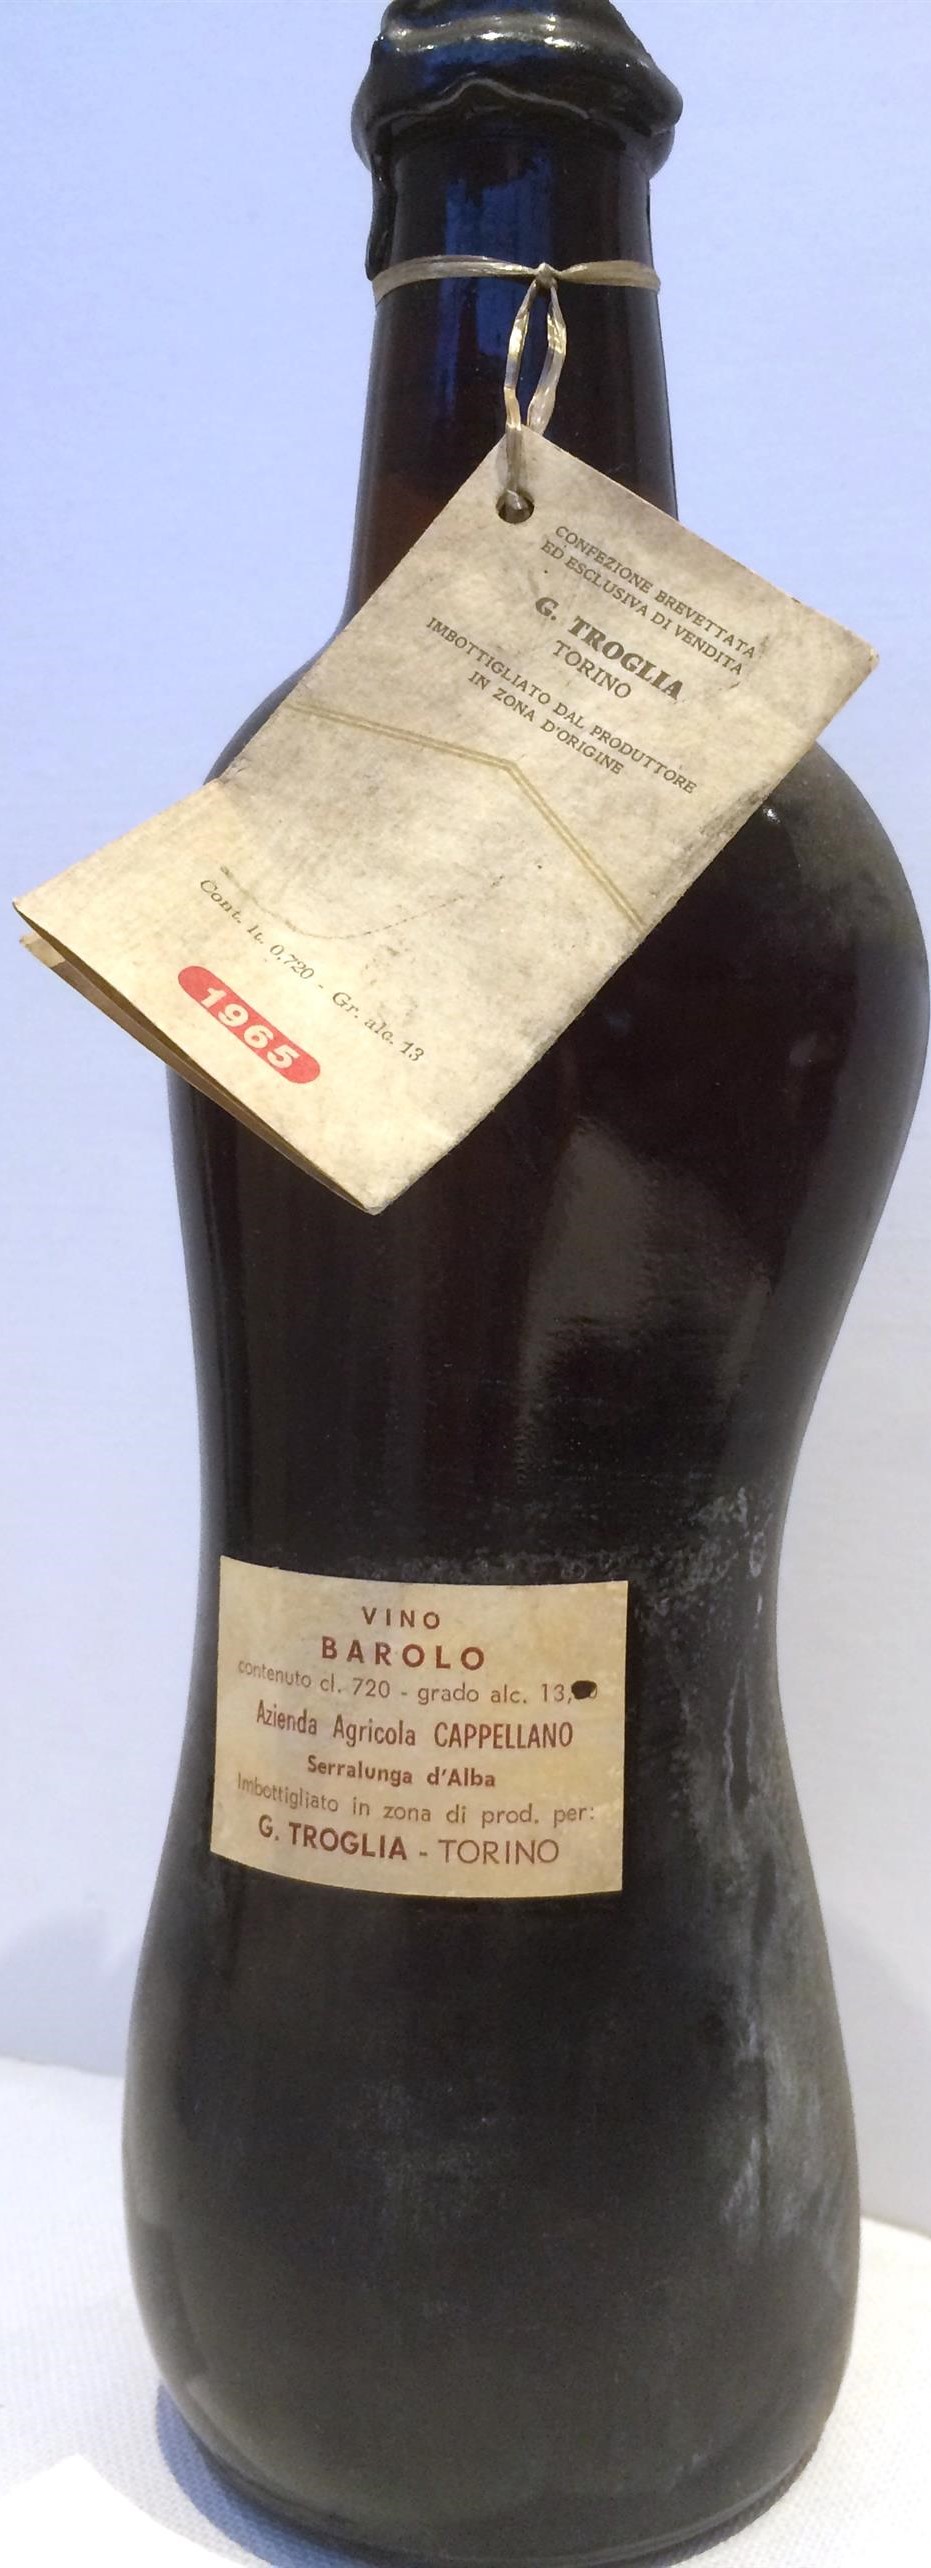 CONFEZIONE BREVETTATA
ED ESCLUSIVA DI VENDITA
G. TROGLIA
TORINO
IMBOTTIGLIATO DAL PRODUTTORE
IN ZONA D'ORIGINE
Cont. lt. 0,720 - Gr. alc. 13
1965
VINO
BAROLO
contenuto cl. 720 - grado alc. 13,
Azienda Agricola CAPPELLANO
Serralunga d'Alba
Imbottigliato in zona di prod. per:
G. TROGLIA - TORINO